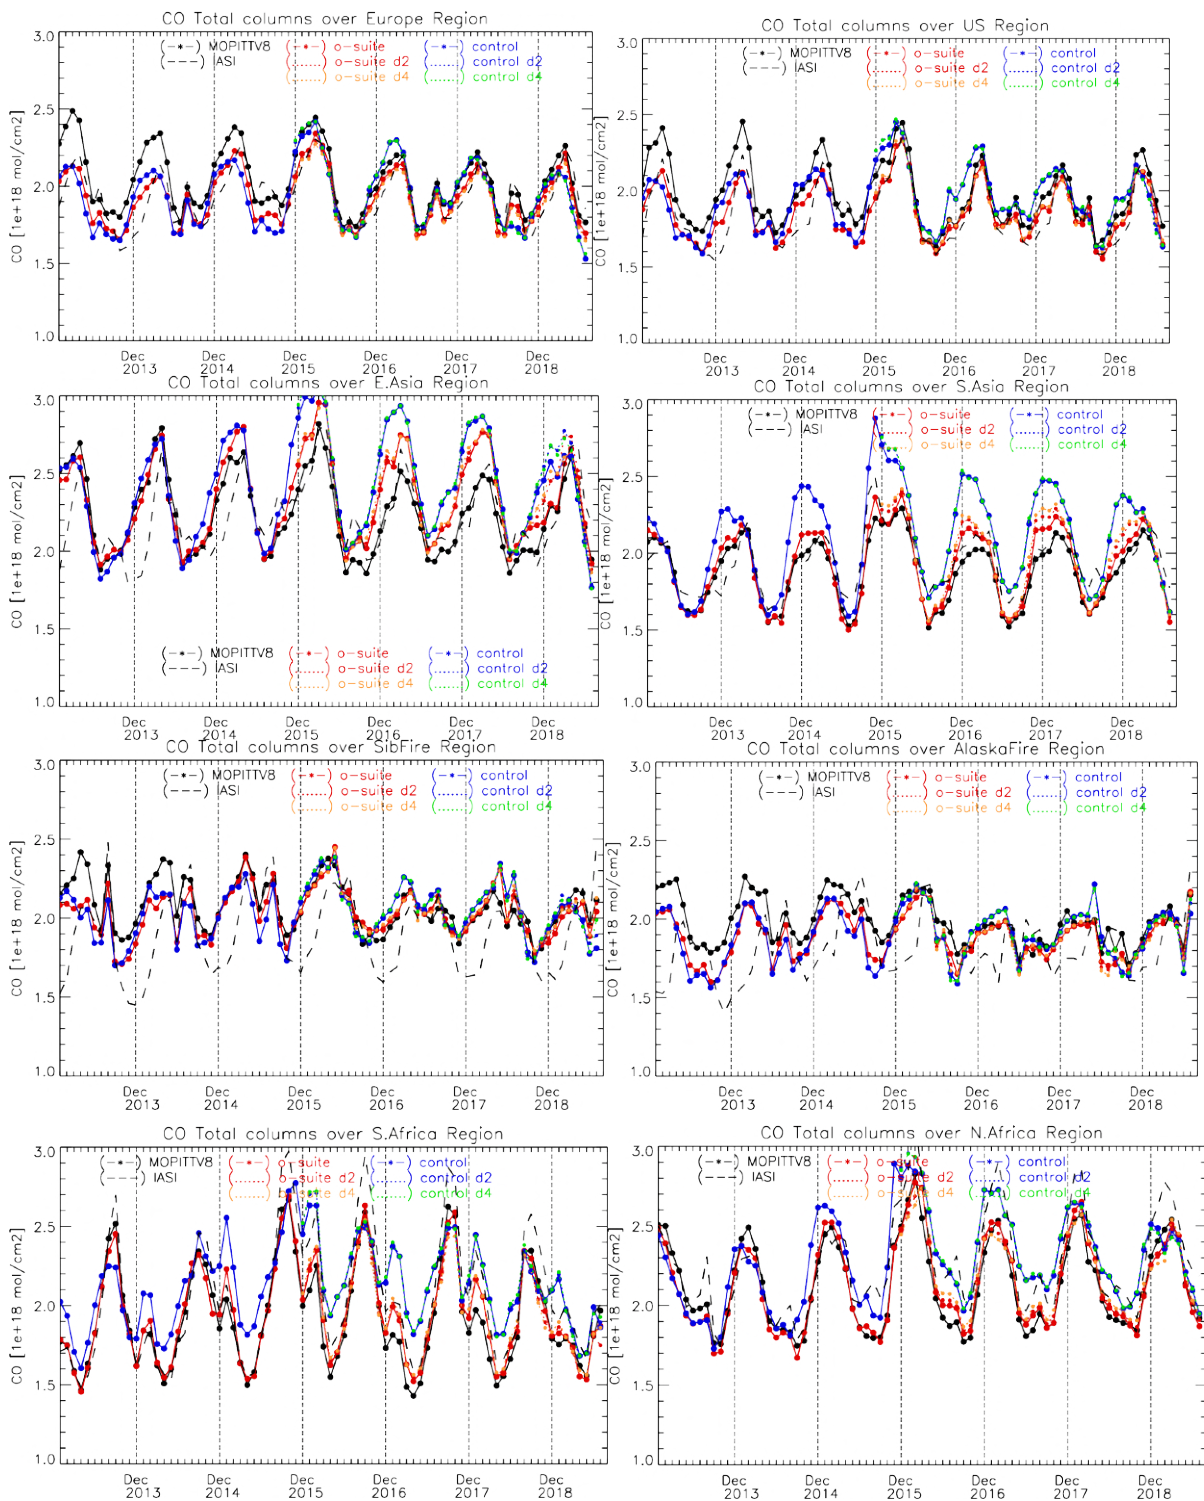 CO Total columns over Europe Region
3.0
2.5
2.0
1.5
1.0
CO [1e+18 mol/cm2]
(-*-) MOPITTV8 (-*-) o-suite (-*-) control
(— —) IASI (......) o-suite d2 (......) control d2
(......) o-suite d4 (......) control d4
Dec Dec Dec Dec Dec Dec
2013 2014 2015 2016 2017 2018
CO Total columns over US Region
3.0
2.5
2.0
1.5
1.0
CO [1e+18 mol/cm2]
(-*-) MOPITTV8 (-*-) o-suite (-*-) control
(— —) IASI (......) o-suite d2 (......) control d2
(......) o-suite d4 (......) control d4
Dec Dec Dec Dec Dec Dec
2013 2014 2015 2016 2017 2018
CO Total columns over E.Asia Region
3.0
2.5
2.0
1.5
1.0
CO [1e+18 mol/cm2]
(-*-) MOPITTV8 (-*-) o-suite (-*-) control
(— —) IASI (......) o-suite d2 (......) control d2
(......) o-suite d4 (......) control d4
Dec Dec Dec Dec Dec Dec
2013 2014 2015 2016 2017 2018
CO Total columns over S.Asia Region
3.0
2.5
2.0
1.5
1.0
CO [1e+18 mol/cm2]
(-*-) MOPITTV8 (-*-) o-suite (-*-) control
(— —) IASI (......) o-suite d2 (......) control d2
(......) o-suite d4 (......) control d4
Dec Dec Dec Dec Dec Dec
2013 2014 2015 2016 2017 2018
CO Total columns over SibFire Region
3.0
2.5
2.0
1.5
1.0
CO [1e+18 mol/cm2]
(-*-) MOPITTV8 (-*-) o-suite (-*-) control
(— —) IASI (......) o-suite d2 (......) control d2
(......) o-suite d4 (......) control d4
Dec Dec Dec Dec Dec Dec
2013 2014 2015 2016 2017 2018
CO Total columns over AlaskaFire Region
3.0
2.5
2.0
1.5
1.0
CO [1e+18 mol/cm2]
(-*-) MOPITTV8 (-*-) o-suite (-*-) control
(— —) IASI (......) o-suite d2 (......) control d2
(......) o-suite d4 (......) control d4
Dec Dec Dec Dec Dec Dec
2013 2014 2015 2016 2017 2018
CO Total columns over S.Africa Region
3.0
2.5
2.0
1.5
1.0
CO [1e+18 mol/cm2]
(-*-) MOPITTV8 (-*-) o-suite (-*-) control
(— —) IASI (......) o-suite d2 (......) control d2
(......) o-suite d4 (......) control d4
Dec Dec Dec Dec Dec Dec
2013 2014 2015 2016 2017 2018
CO Total columns over N.Africa Region
3.0
2.5
2.0
1.5
1.0
CO [1e+18 mol/cm2]
(-*-) MOPITTV8 (-*-) o-suite (-*-) control
(— —) IASI (......) o-suite d2 (......) control d2
(......) o-suite d4 (......) control d4
Dec Dec Dec Dec Dec Dec
2013 2014 2015 2016 2017 2018